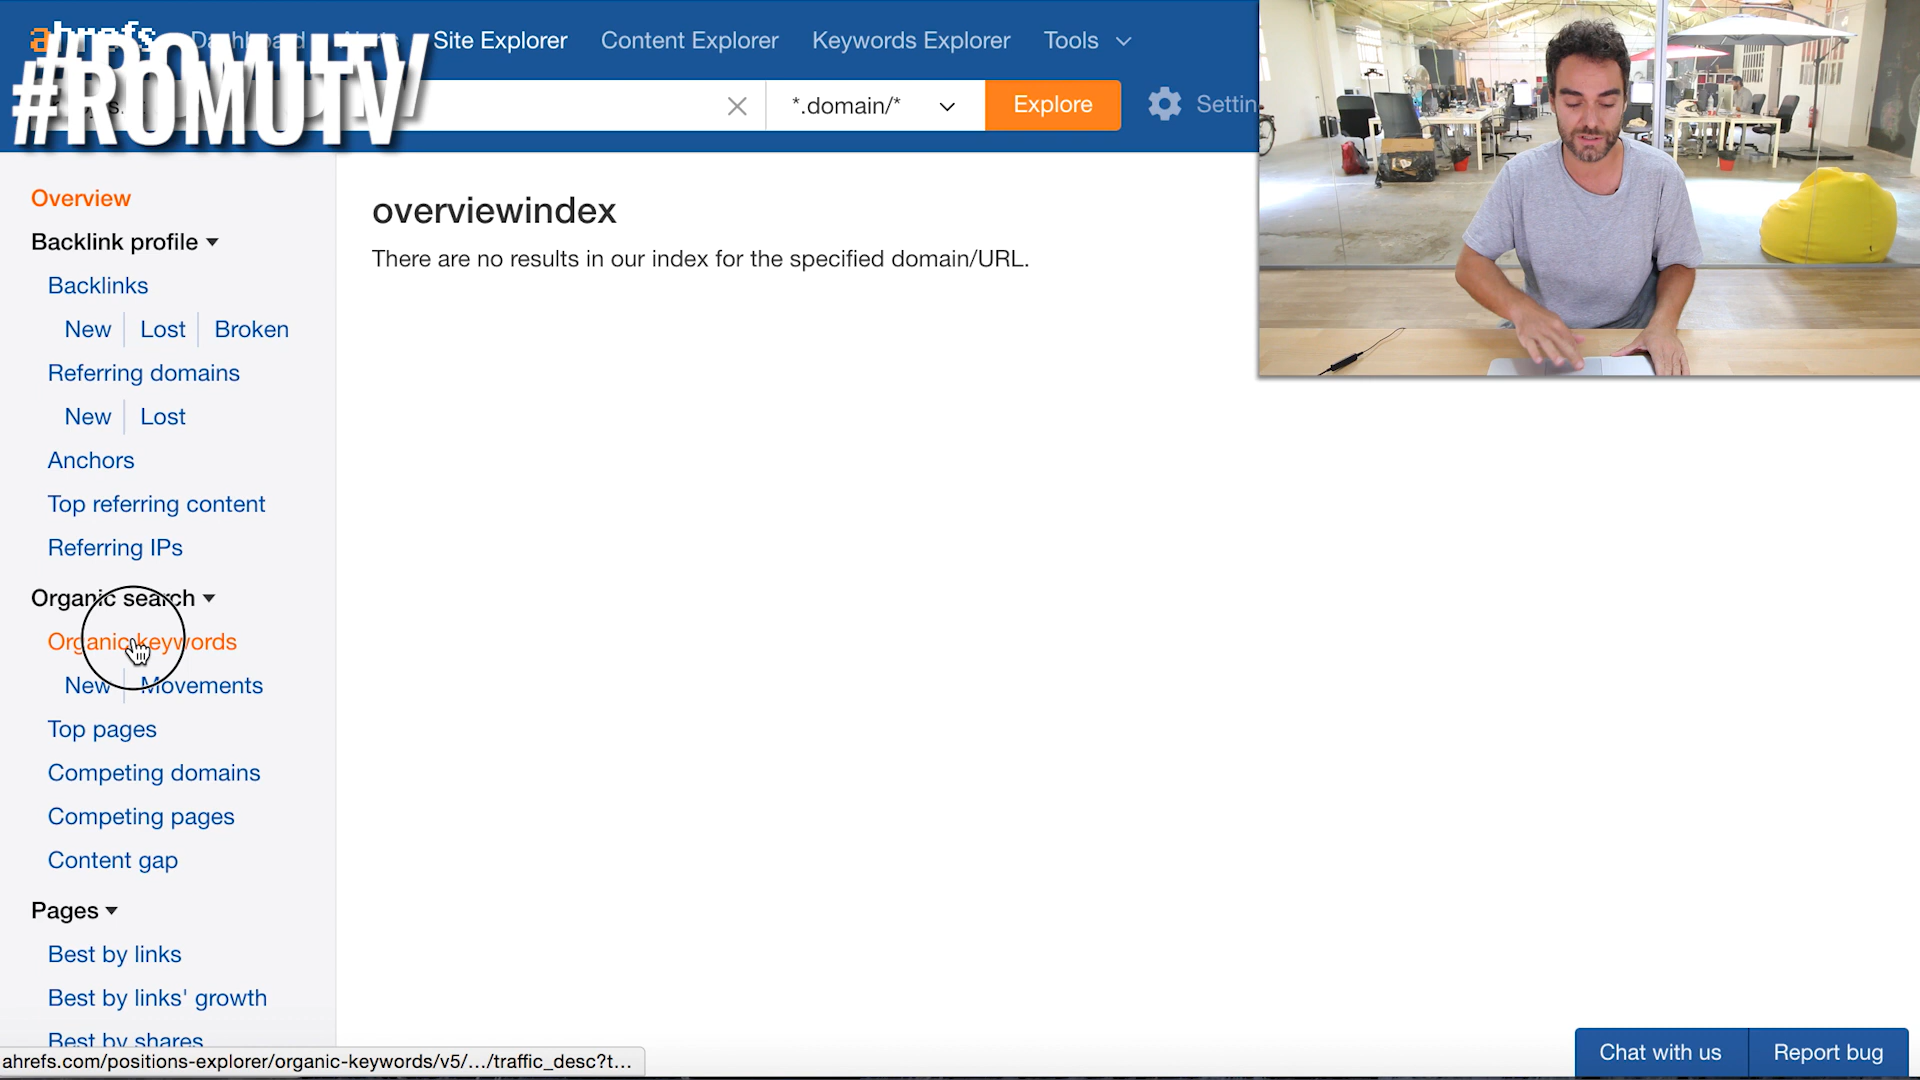 ahrefs
Site Explorer
Content Explorer
Keywords Explorer
Tools
#ROMUTV
*.domain/*
Explore
Settin
Overview
Backlink profile
Backlinks
New
Lost
Broken
Referring domains
New
Lost
Anchors
Top referring content
Referring IPs
Organic search
Organic keywords
New
Movements
Top pages
Competing domains
Competing pages
Content gap
Pages
Best by links
Best by links' growth
Best by shares
overviewindex
There are no results in our index for the specified domain/URL.
ahrefs.com/positions-explorer/organic-keywords/v5/…/traffic_desc?t...
Chat with us
Report bug